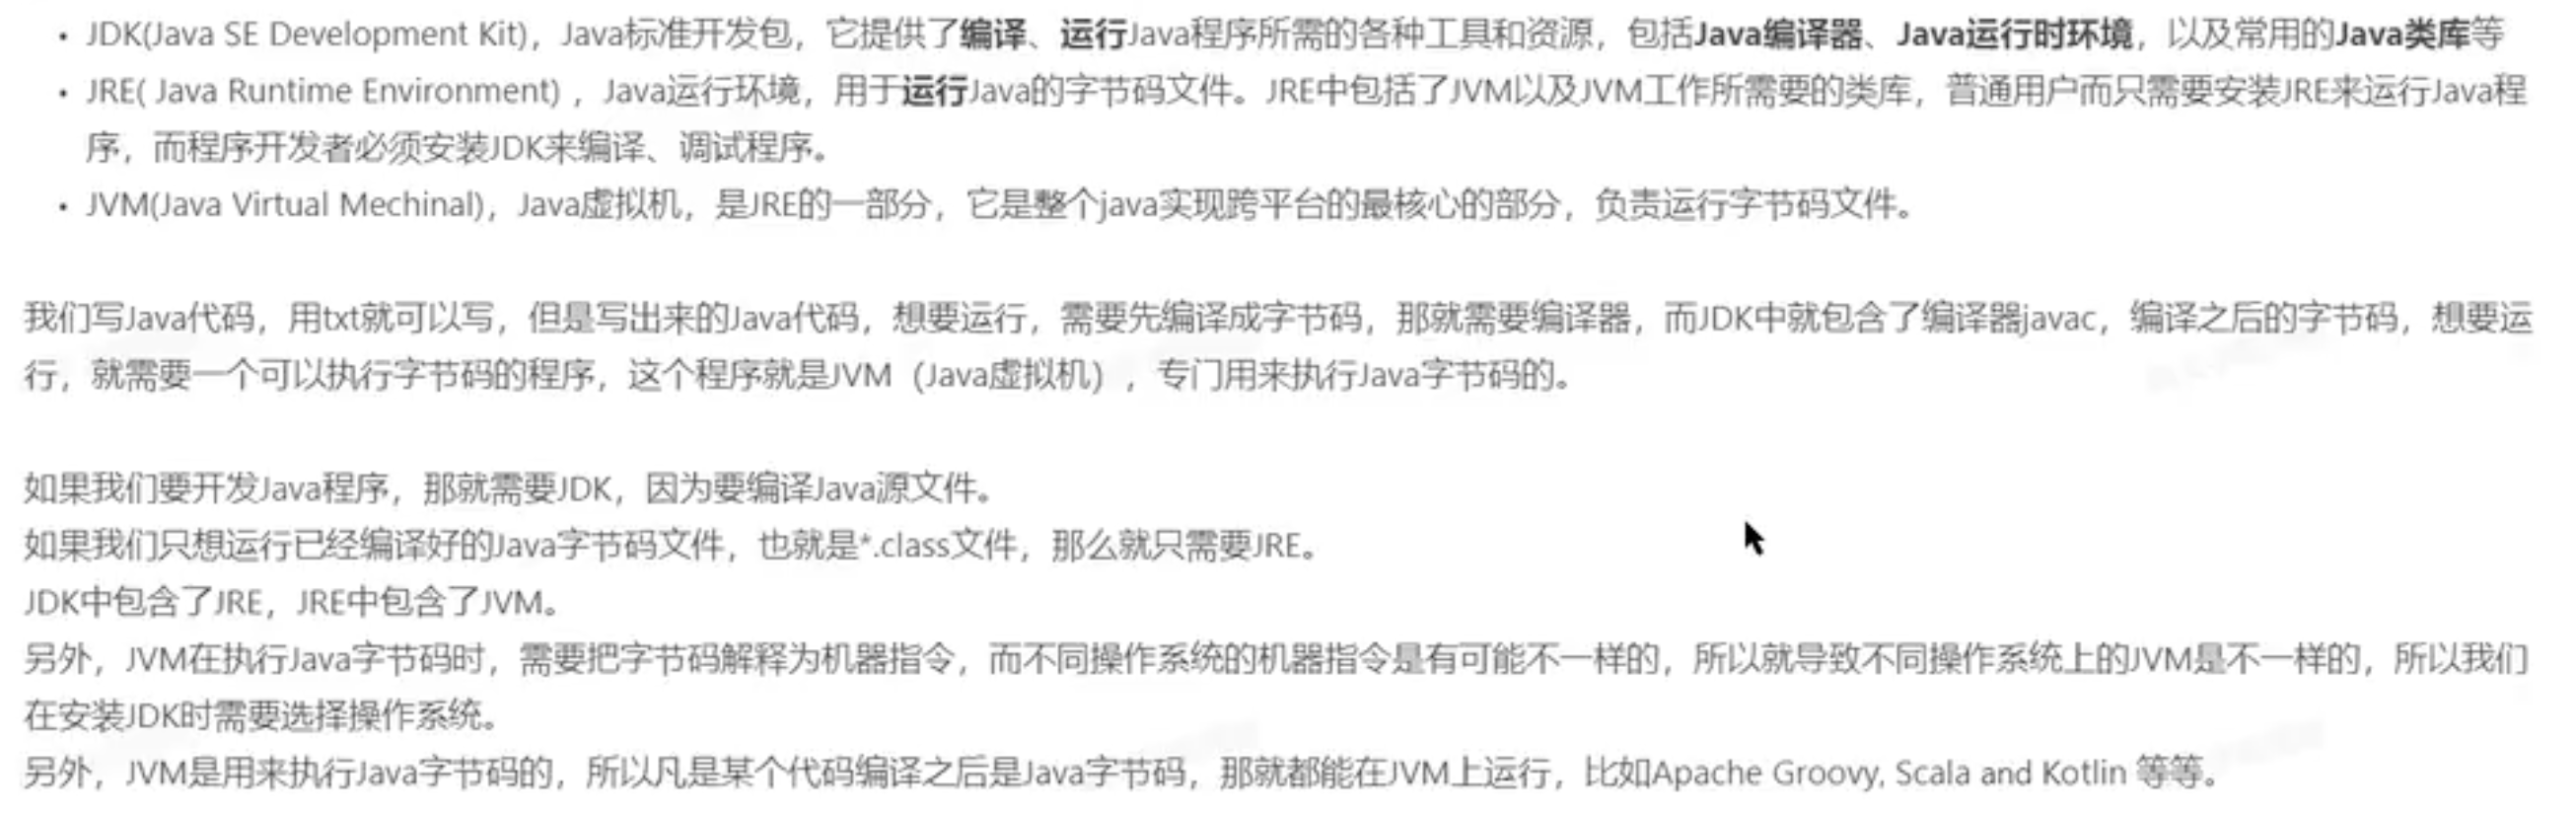 • JDK(Java SE Development Kit)，Java标准开发包，它提供了编译、运行Java程序所需的各种工具和资源，包括Java编译器、Java运行时环境，以及常用的Java类库等
• JRE( Java Runtime Environment) ，Java运行环境，用于运行Java的字节码文件。JRE中包括了JVM以及JVM工作所需要的类库，普通用户而只需要安装JRE来运行Java程
序，而程序开发者必须安装JDK来编译、调试程序。
• JVM(Java Virtual Mechinal)，Java虚拟机，是JRE的一部分，它是整个java实现跨平台的最核心的部分，负责运行字节码文件。
我们写Java代码，用txt就可以写，但是写出来的Java代码，想要运行，需要先编译成字节码，那就需要编译器，而JDK中就包含了编译器javac，编译之后的字节码，想要运
行，就需要一个可以执行字节码的程序，这个程序就是JVM（Java虚拟机），专门用来执行Java字节码的。
如果我们要开发Java程序，那就需要JDK，因为要编译Java源文件。
如果我们只想运行已经编译好的Java字节码文件，也就是*.class文件，那么就只需要JRE。
JDK中包含了JRE，JRE中包含了JVM。
另外，JVM在执行Java字节码时，需要把字节码解释为机器指令，而不同操作系统的机器指令是有可能不一样的，所以就导致不同操作系统上的JVM是不一样的，所以我们
在安装JDK时需要选择操作系统。
另外，JVM是用来执行Java字节码的，所以凡是某个代码编译之后是Java字节码，那就都能在JVM上运行，比如Apache Groovy, Scala and Kotlin 等等。